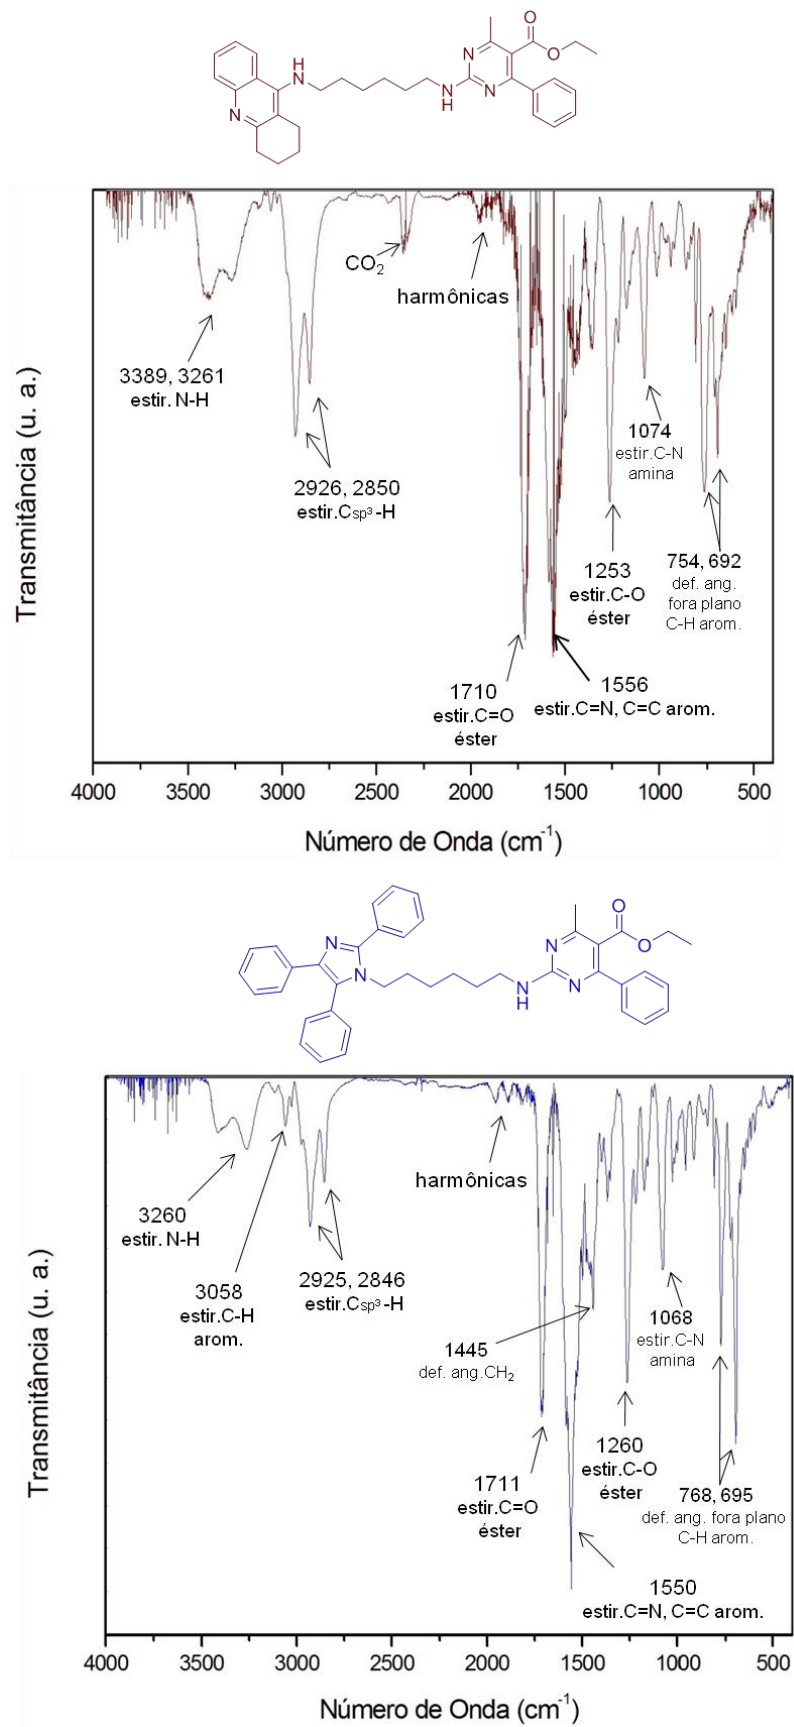 O
O
N
N
N
H
N
H
N
Transmitância (u. a.)
CO2
harmônicas
3389, 3261
estir. N-H
2926, 2850
estir.Csp³-H
1074
estir.C-N
amina
1253
estir.C-O
éster
754, 692
def. ang.
fora plano
C-H arom.
1710
estir.C=O
éster
1556
estir.C=N, C=C arom.
4000 3500 3000 2500 2000 1500 1000 500
Número de Onda (cm⁻¹)
O
O
N
N
N
N
N
H
Transmitância (u. a.)
harmônicas
3260
estir. N-H
3058
estir.C-H
arom.
2925, 2846
estir.Csp³-H
1445
def. ang.CH2
1068
estir.C-N
amina
1711
estir.C=O
éster
1260
estir.C-O
éster
768, 695
def. ang. fora plano
C-H arom.
1550
estir.C=N, C=C arom.
4000 3500 3000 2500 2000 1500 1000 500
Número de Onda (cm⁻¹)